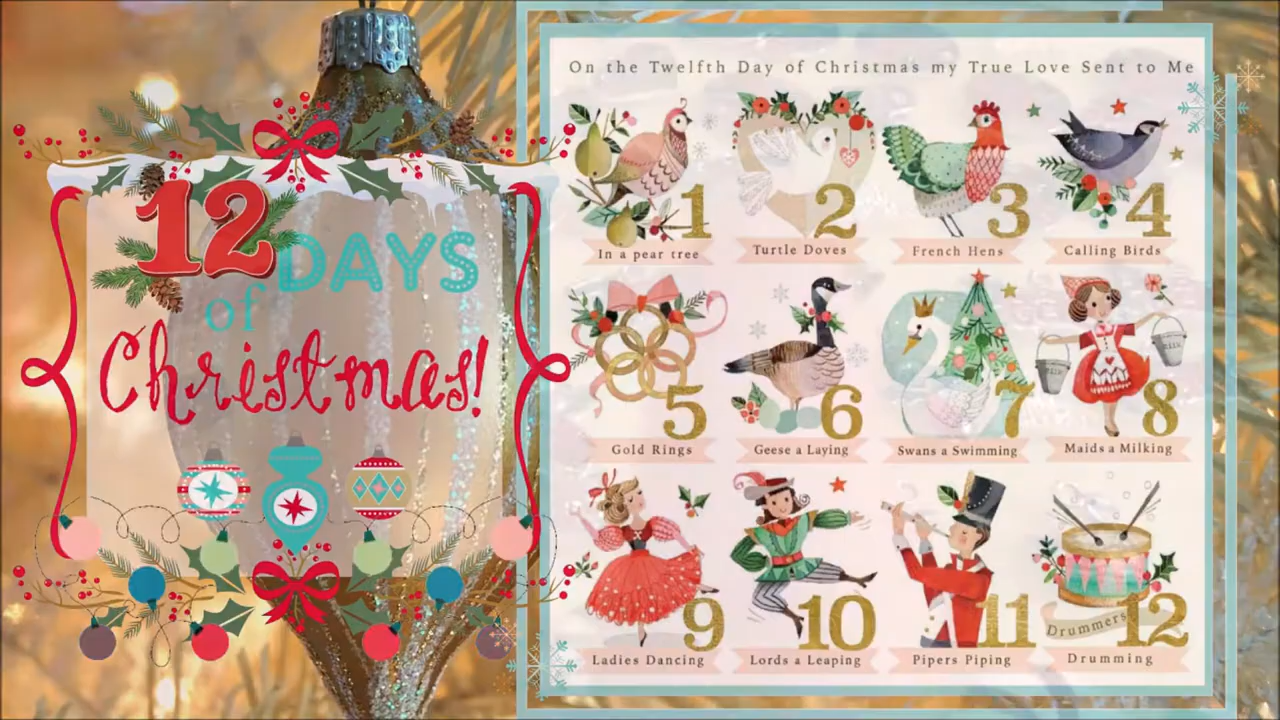 12 DAYS
of
Christmas!
On the Twelfth Day of Christmas my True Love Sent to Me
1
In a pear tree
2
Turtle Doves
3
French Hens
4
Calling Birds
5
Gold Rings
6
Geese a Laying
7
Swans a Swimming
MILK
MILK
8
Maids a Milking
9
Ladies Dancing
10
Lords a Leaping
11
Pipers Piping
Drummers
12
Drumming